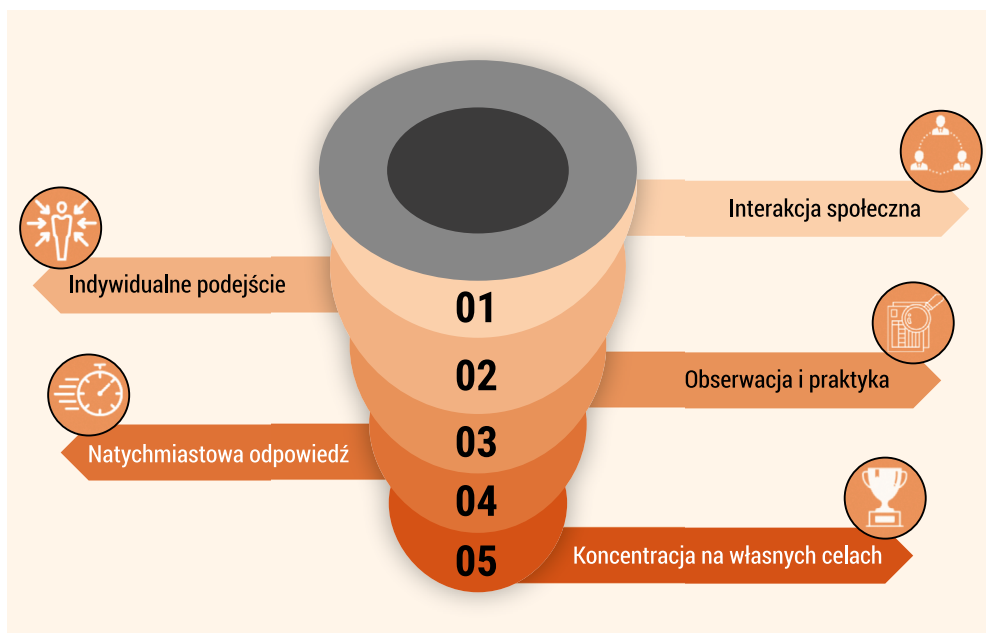 Interakcja społeczna
Indywidualne podejście
01
02
Obserwacja i praktyka
03
Natychmiastowa odpowiedź
04
05
Koncentracja na własnych celach